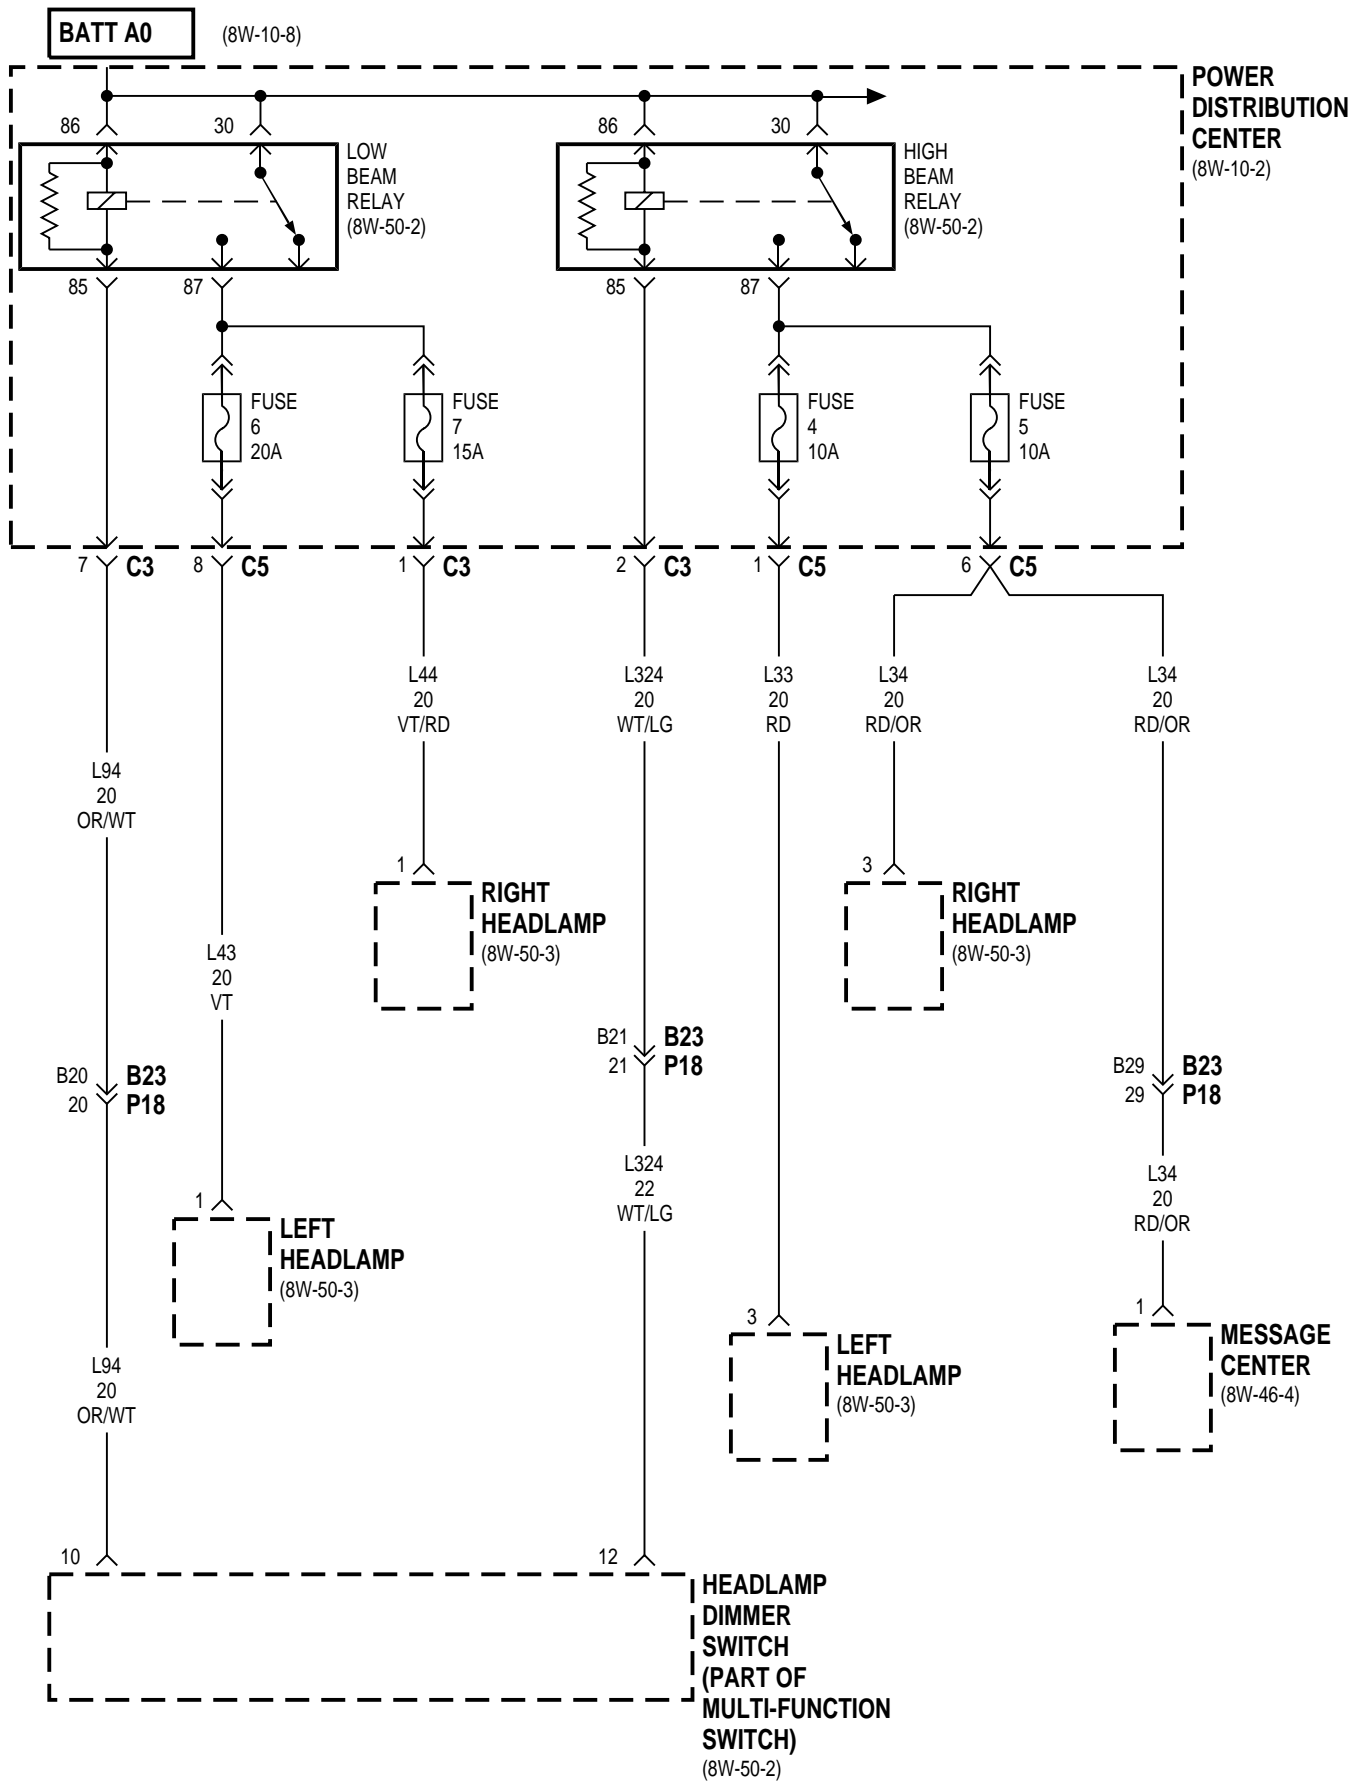 BATT A0
(8W-10-8)
POWER
DISTRIBUTION
CENTER
(8W-10-2)
86
30
86
30
LOW
BEAM
RELAY
(8W-50-2)
HIGH
BEAM
RELAY
(8W-50-2)
85
87
85
87
FUSE
6
20A
FUSE
7
15A
FUSE
4
10A
FUSE
5
10A
7 C3
8 C5
1 C3
2 C3
1 C5
6 C5
L44
20
VT/RD
L324
20
WT/LG
L33
20
RD
L34
20
RD/OR
L34
20
RD/OR
L94
20
OR/WT
1
RIGHT
HEADLAMP
(8W-50-3)
3
RIGHT
HEADLAMP
(8W-50-3)
L43
20
VT
B21 B23
21 P18
B20 B23
20 P18
B29 B23
29 P18
L324
22
WT/LG
L34
20
RD/OR
1
LEFT
HEADLAMP
(8W-50-3)
3
LEFT
HEADLAMP
(8W-50-3)
1
MESSAGE
CENTER
(8W-46-4)
L94
20
OR/WT
10
12
HEADLAMP
DIMMER
SWITCH
(PART OF
MULTI-FUNCTION
SWITCH)
(8W-50-2)